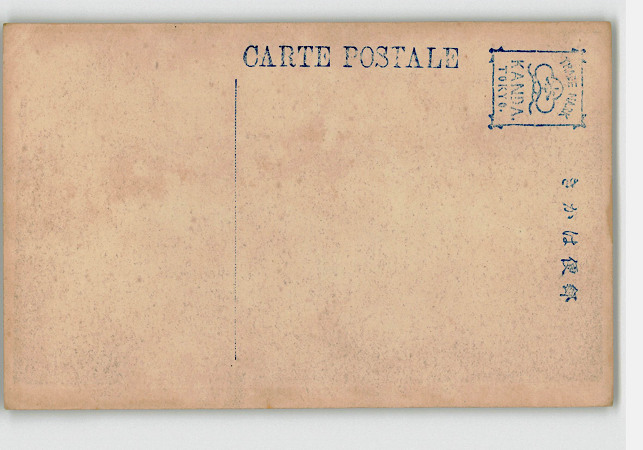 CARTE POSTALE
TRADE MARK
KANDA.
TOKYO.
きかは便郵